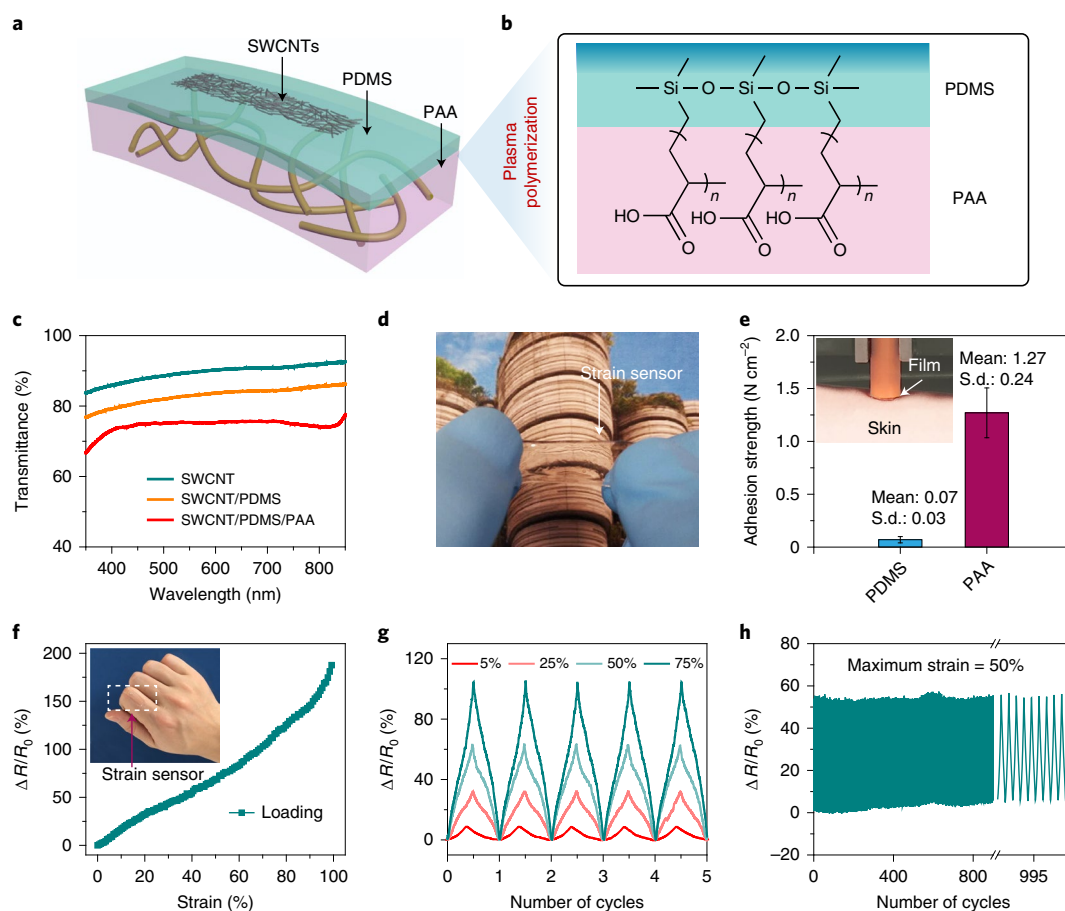 a
SWCNTs
PDMS
PAA
b
Plasma
polymerization
Si
O
Si
O
Si
n
n
n
HO
O
HO
O
HO
O
PDMS
PAA
c
100
80
60
40
Transmittance (%)
SWCNT
SWCNT/PDMS
SWCNT/PDMS/PAA
400 500 600 700 800
Wavelength (nm)
d
Strain sensor
e
2.0
1.5
1.0
0.5
0
Adhesion strength (N cm−2)
Film
Skin
Mean: 1.27
S.d.: 0.24
Mean: 0.07
S.d.: 0.03
PDMS
PAA
f
200
150
100
50
0
ΔR/R0 (%)
Strain sensor
Loading
0 20 40 60 80 100
Strain (%)
g
120
80
40
0
ΔR/R0 (%)
5% 25% 50% 75%
0 1 2 3 4 5
Number of cycles
h
80
60
40
20
0
−20
ΔR/R0 (%)
Maximum strain = 50%
0 400 800 995
Number of cycles